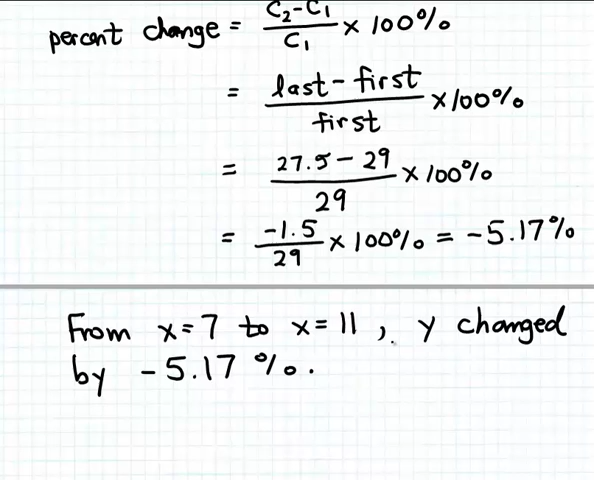 percent change = C₂-C₁/C₁ × 100%
= last - first/first × 100%
= 27.5 - 29/29 × 100%
= -1.5/29 × 100% = -5.17%
From x=7 to x=11, y changed
by -5.17 %.